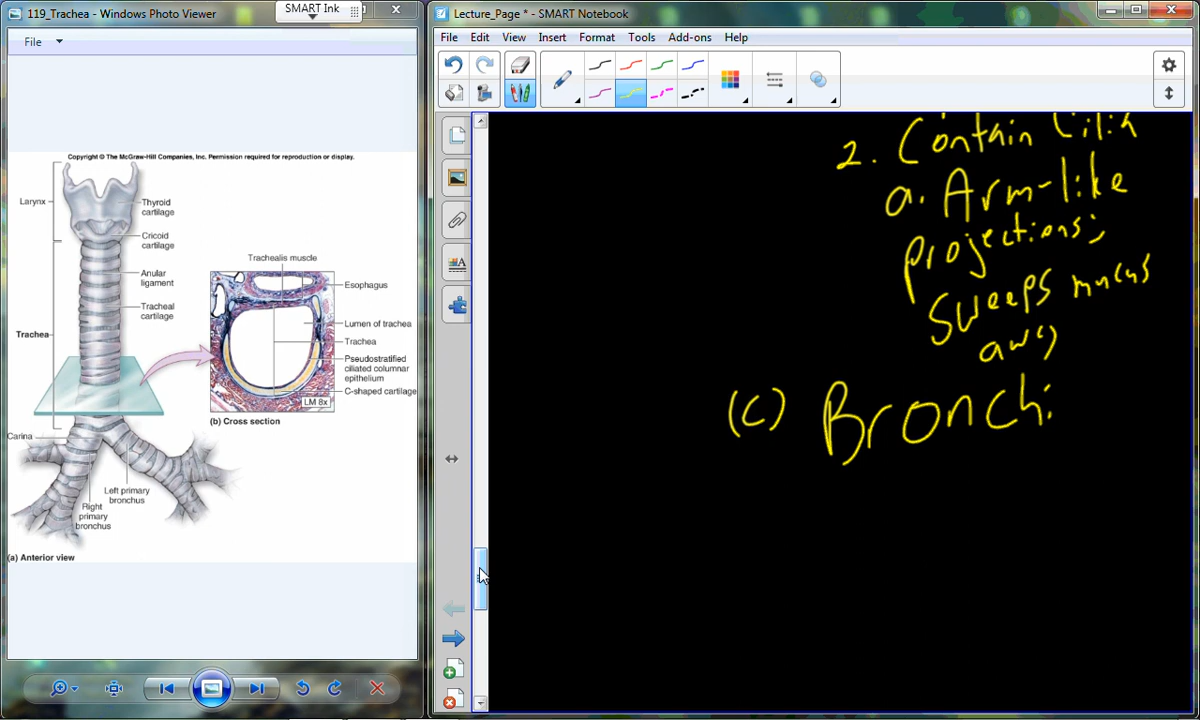 119_Trachea - Windows Photo Viewer
SMART Ink
File
Copyright © The McGraw-Hill Companies, Inc. Permission required for reproduction or display.
Larynx
Thyroid
cartilage
Cricoid
cartilage
Anular
ligament
Tracheal
cartilage
Trachea
Carina
Left primary
bronchus
Right
primary
bronchus
(a) Anterior view
Trachealis muscle
Esophagus
Lumen of trachea
Trachea
Pseudostratified
ciliated columnar
epithelium
C-shaped cartilage
LM 8x
(b) Cross section
Lecture_Page * - SMART Notebook
File Edit View Insert Format Tools Add-ons Help
2. Contain Cilia
a. Arm-like
projections;
sweeps mucus
away
(c) Bronchi